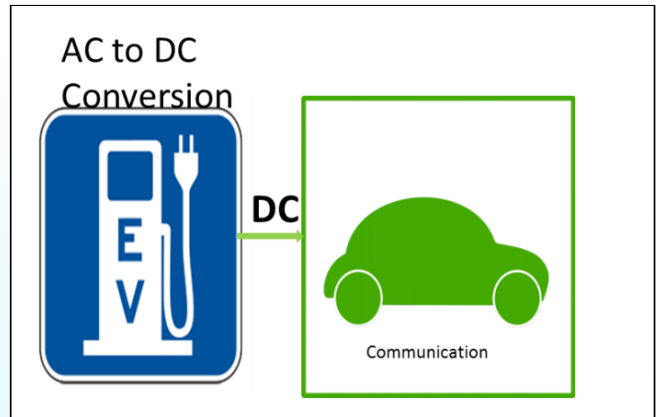 AC to DC
Conversion
E
V
DC
Communication